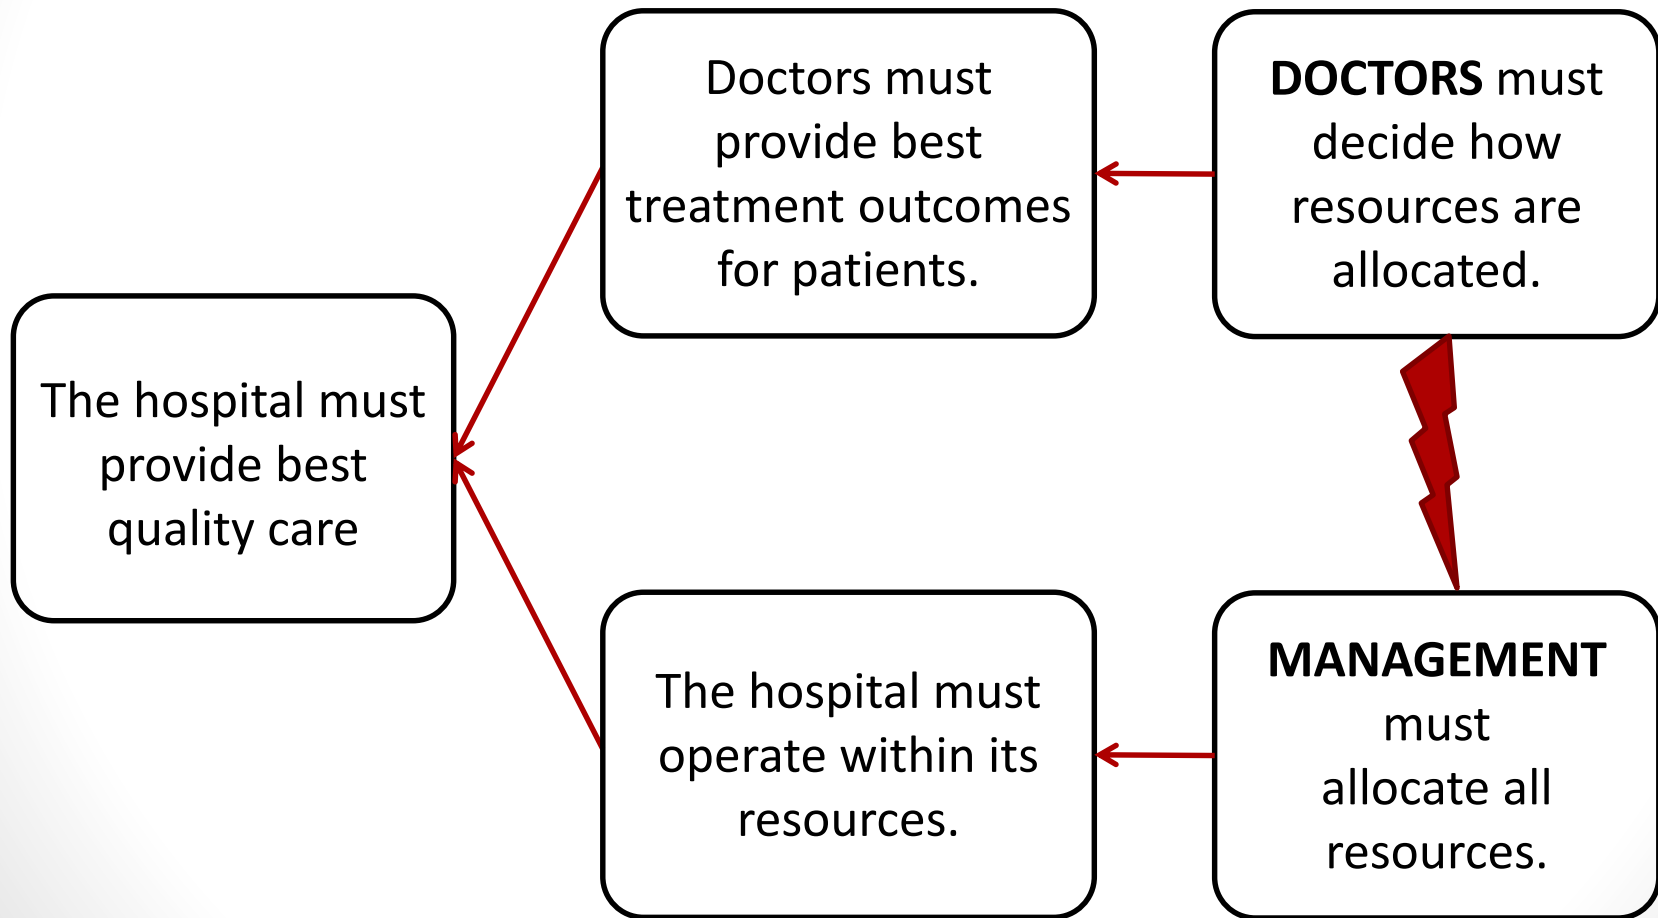 Doctors must
provide best
treatment outcomes
for patients.
DOCTORS must
decide how
resources are
allocated.
The hospital must
provide best
quality care
The hospital must
operate within its
resources.
MANAGEMENT
must
allocate all
resources.